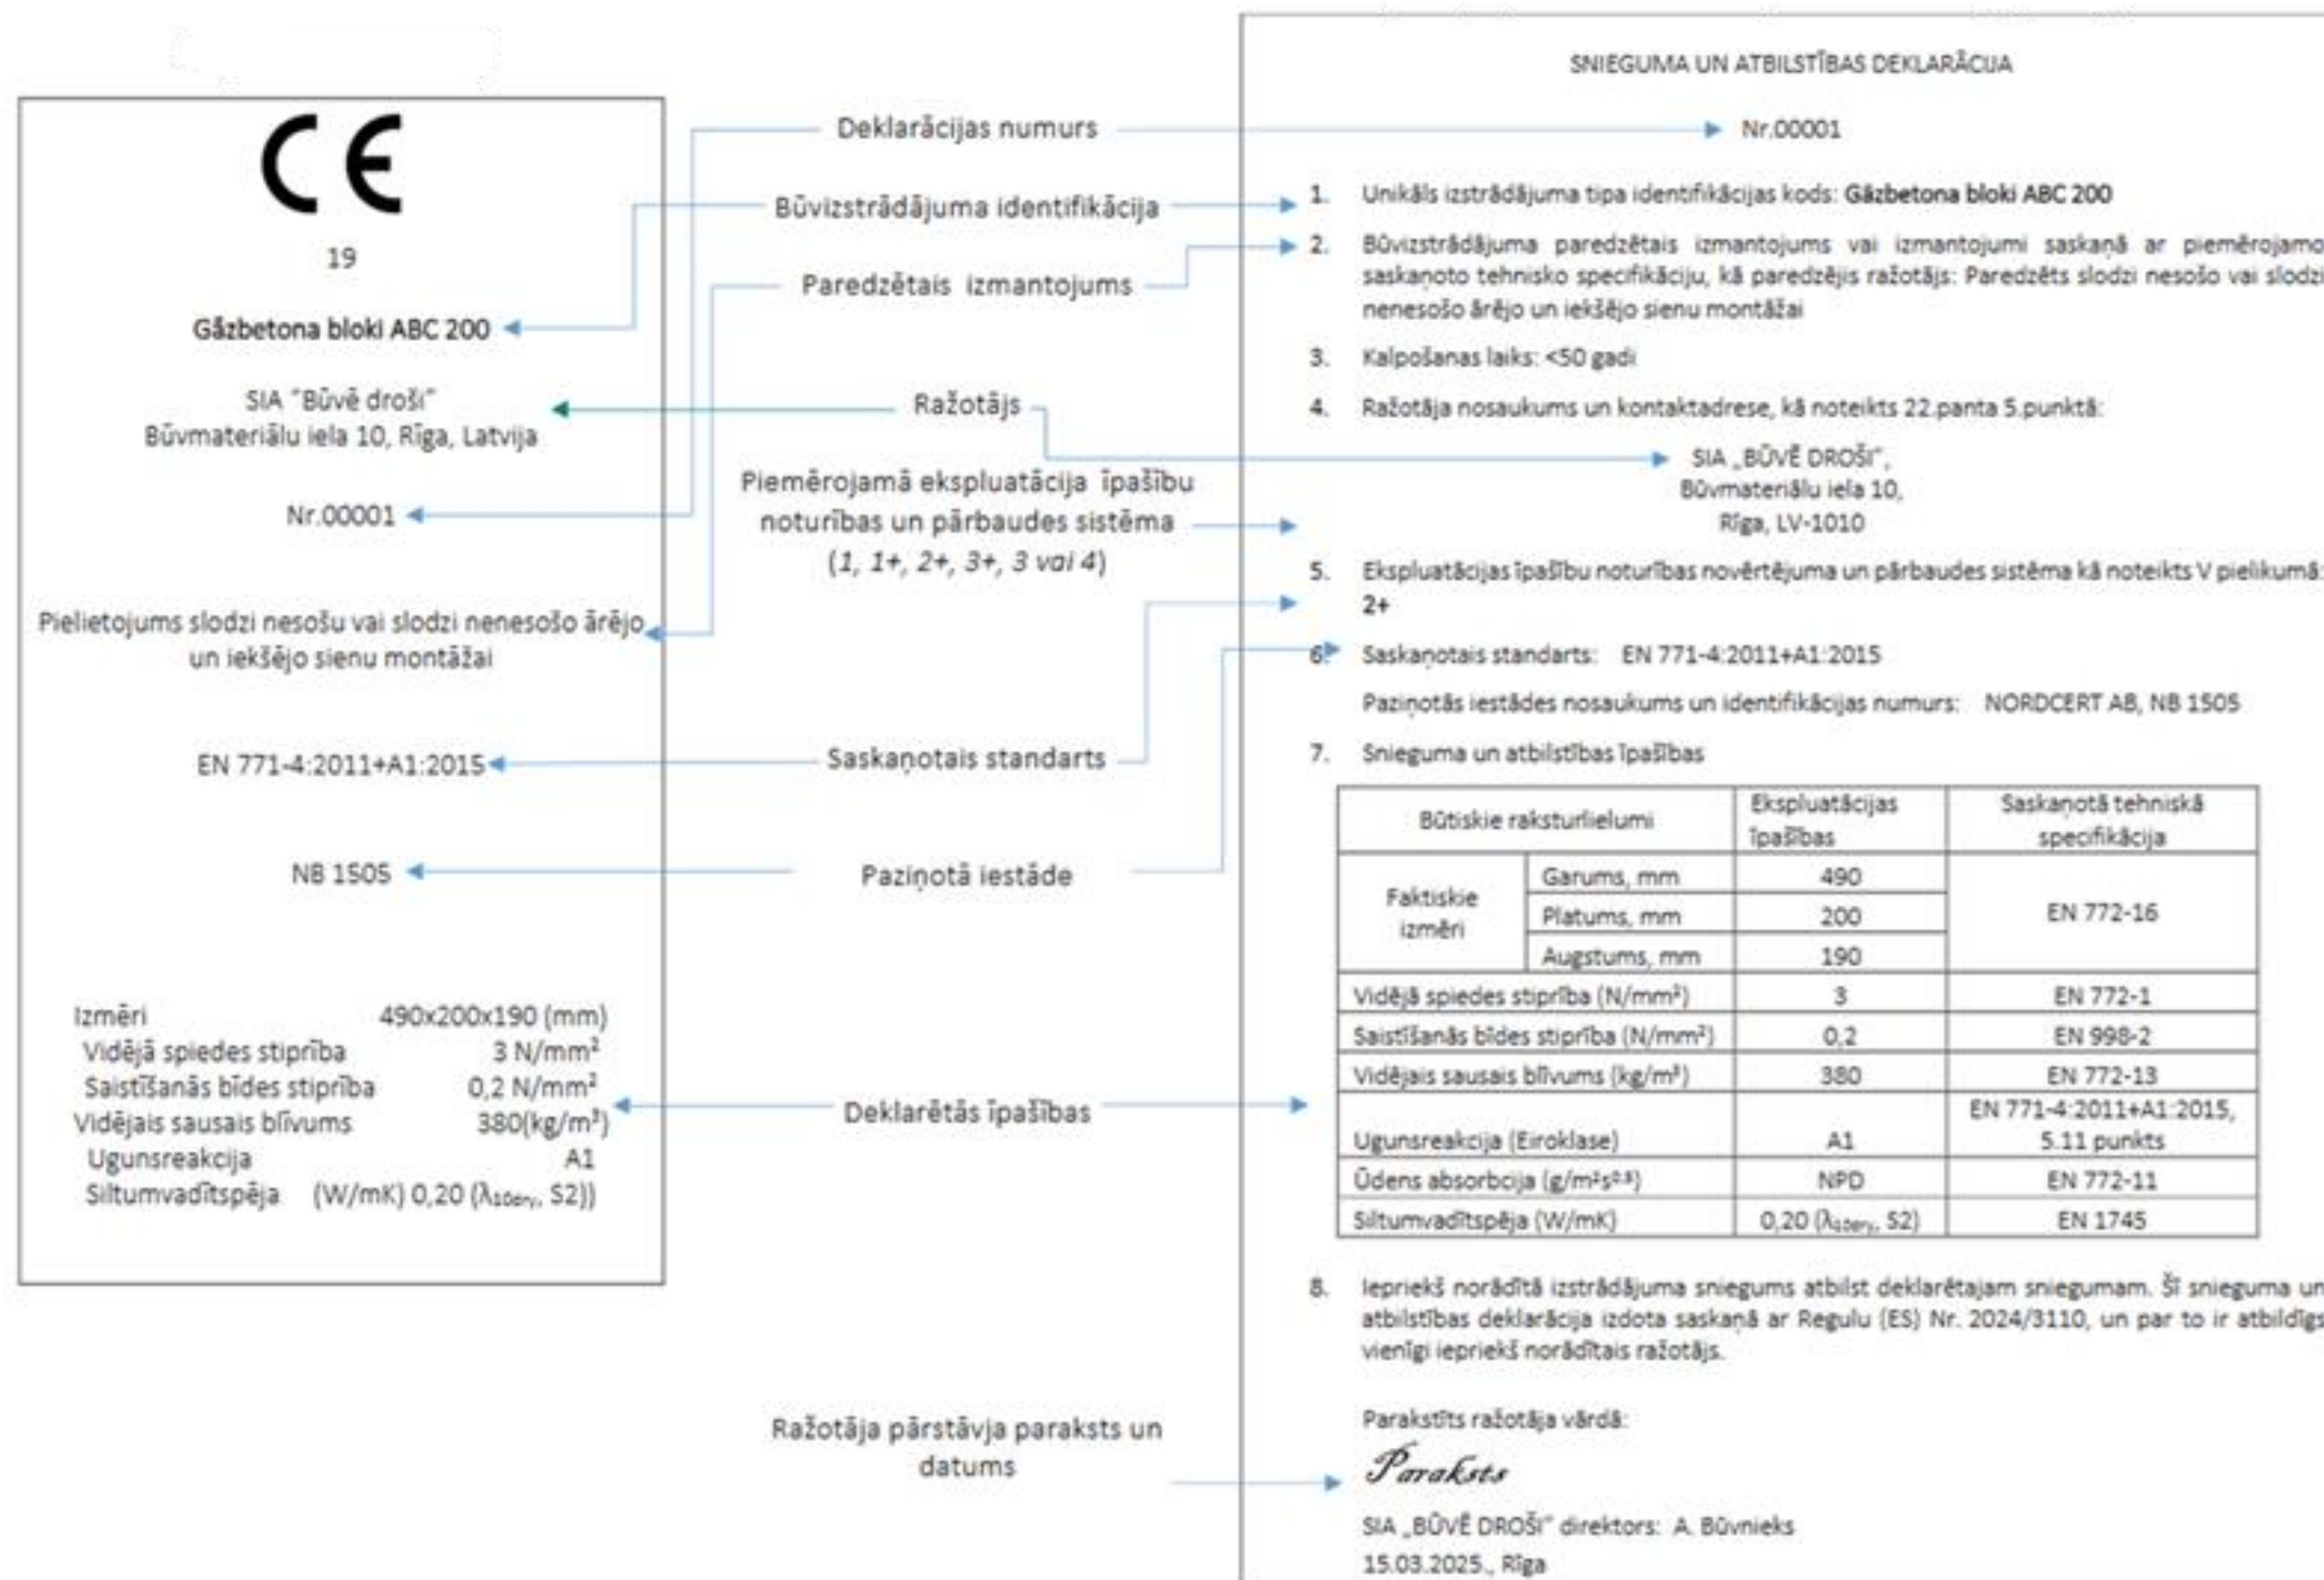 CE
19
Gāzbetona bloki ABC 200
SIA "Būvē droši"
Būvmateriālu iela 10, Rīga, Latvija
Nr.00001
Pielietojums slodzi nesošu vai slodzi nenesošo ārējo
un iekšējo sienu montāžai
EN 771-4:2011+A1:2015
NB 1505
Izmēri 490x200x190 (mm)
Vidējā spiedes stiprība 3 N/mm²
Saistīšanās bīdes stiprība 0,2 N/mm²
Vidējais sausais blīvums 380(kg/m³)
Ugunsreakcija A1
Siltumvadītspēja (W/mK) 0,20 (λ, S2))
Deklarācijas numurs
Būvizstrādājuma identifikācija
Paredzētais izmantojums
Ražotājs
Piemērojamā ekspluatācija īpašību
noturības un pārbaudes sistēma
(1, 1+, 2+, 3+, 3 vai 4)
Saskaņotais standarts
Paziņotā iestāde
Deklarētās īpašības
Ražotāja pārstāvja paraksts un
datums
SNIEGUMA UN ATBILSTĪBAS DEKLARĀCIJA
Nr.00001
1. Unikāls izstrādājuma tipa identifikācijas kods: Gāzbetona bloki ABC 200
2. Būvizstrādājuma paredzētais izmantojums vai izmantojumi saskaņā ar piemērojamo
saskaņoto tehnisko specifikāciju, kā paredzējis ražotājs: Paredzēts slodzi nesošo vai slodzi
nenesošo ārējo un iekšējo sienu montāžai
3. Kalpošanas laiks: <50 gadi
4. Ražotāja nosaukums un kontaktadrese, kā noteikts 22.panta 5.punktā:
SIA „BŪVĒ DROŠI",
Būvmateriālu iela 10,
Rīga, LV-1010
5. Ekspluatācijas īpašību noturības novērtējuma un pārbaudes sistēma kā noteikts V pielikumā:
2+
6. Saskaņotais standarts: EN 771-4:2011+A1:2015
Paziņotās iestādes nosaukums un identifikācijas numurs: NORDCERT AB, NB 1505
7. Snieguma un atbilstības īpašības
Būtiskie raksturlielumi Ekspluatācijas īpašības Saskaņotā tehniskā specifikācija
Faktiskie izmēri Garums, mm 490 EN 772-16
Platums, mm 200
Augstums, mm 190
Vidējā spiedes stiprība (N/mm²) 3 EN 772-1
Saistīšanās bīdes stiprība (N/mm²) 0,2 EN 998-2
Vidējais sausais blīvums (kg/m³) 380 EN 772-13
Ugunsreakcija (Eiroklase) A1 EN 771-4:2011+A1:2015, 5.11 punkts
Ūdens absorbcija (g/m²s⁰·⁵) NPD EN 772-11
Siltumvadītspēja (W/mK) 0,20 (λ, S2) EN 1745
8. Iepriekš norādītā izstrādājuma sniegums atbilst deklarētajam sniegumam. Šī snieguma un
atbilstības deklarācija izdota saskaņā ar Regulu (ES) Nr. 2024/3110, un par to ir atbildīgs
vienīgi iepriekš norādītais ražotājs.
Parakstīts ražotāja vārdā:
Paraksts
SIA „BŪVĒ DROŠI" direktors: A. Būvnieks
15.03.2025., Rīga